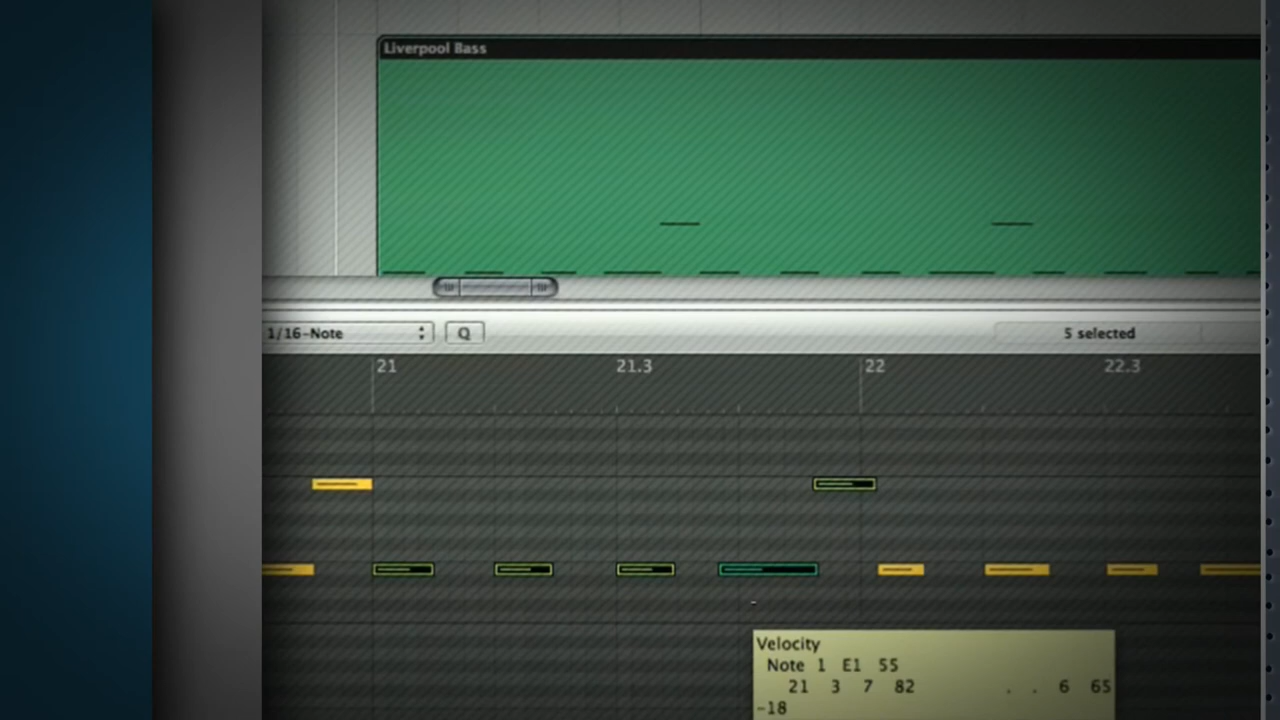 Liverpool Bass
1/16-Note Q 5 selected
21 21.3 22 22.3
Velocity
Note 1 E1 55
21 3 7 82 . . 6 65
-18